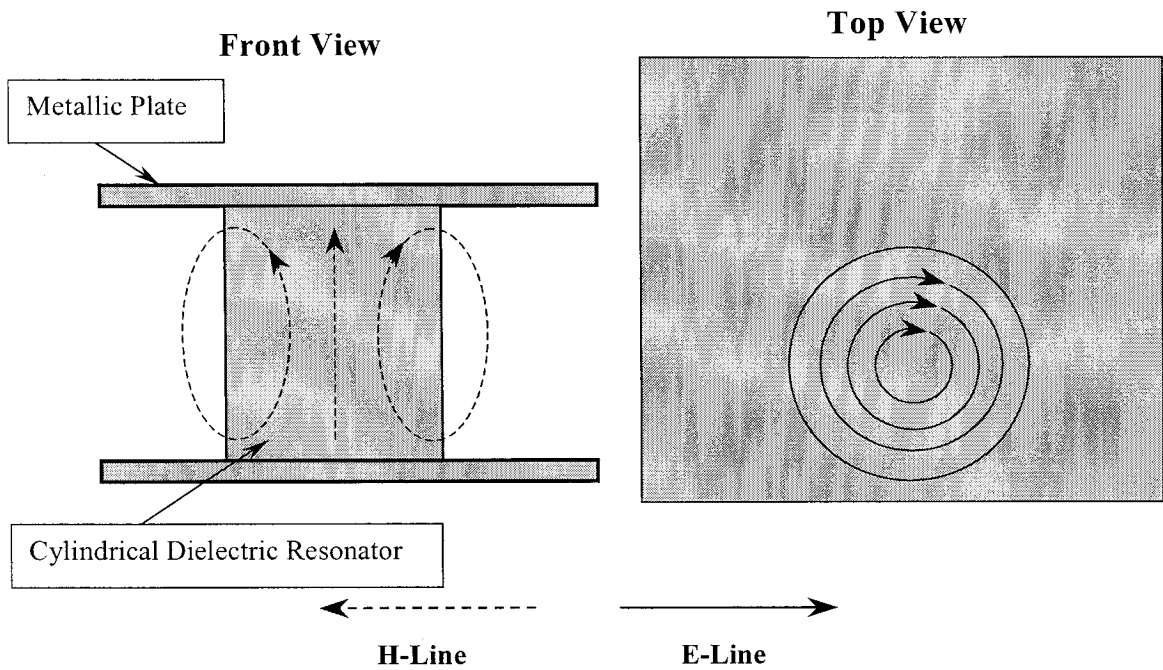 Front View
Top View
Metallic Plate
Cylindrical Dielectric Resonator
H-Line
E-Line